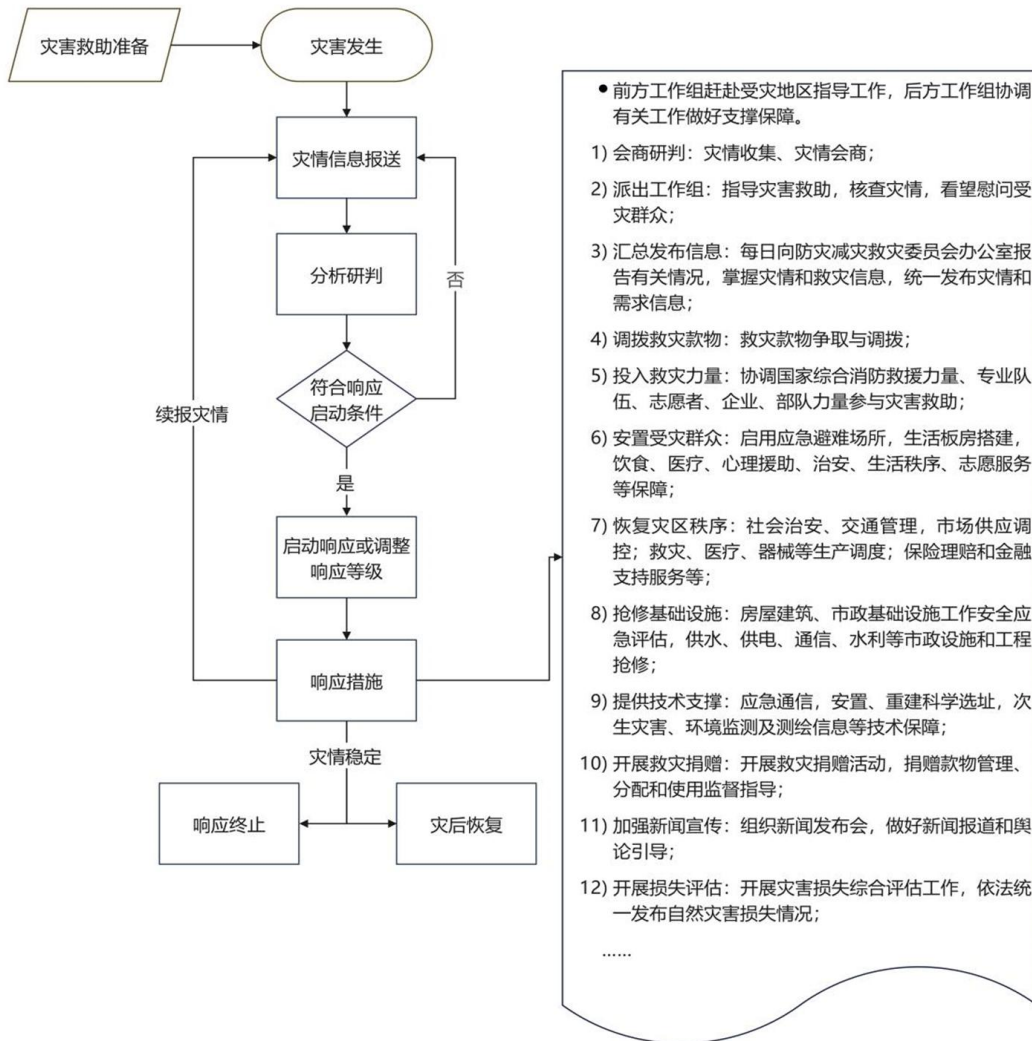 灾害救助准备
灾害发生
灾情信息报送
分析研判
否
符合响应
启动条件
续报灾情
是
启动响应或调整
响应等级
响应措施
灾情稳定
响应终止
灾后恢复
●前方工作组赶赴受灾地区指导工作，后方工作组协调
有关工作做好支撑保障。
1) 会商研判：灾情收集、灾情会商；
2) 派出工作组：指导灾害救助，核查灾情，看望慰问受
灾群众；
3) 汇总发布信息：每日向防灾减灾救灾委员会办公室报
告有关情况，掌握灾情和救灾信息，统一发布灾情和
需求信息；
4) 调拨救灾款物：救灾款物争取与调拨；
5) 投入救灾力量：协调国家综合消防救援力量、专业队
伍、志愿者、企业、部队力量参与灾害救助；
6) 安置受灾群众：启用应急避难场所，生活板房搭建，
饮食、医疗、心理援助、治安、生活秩序、志愿服务
等保障；
7) 恢复灾区秩序：社会治安、交通管理，市场供应调
控；救灾、医疗、器械等生产调度；保险理赔和金融
支持服务等；
8) 抢修基础设施：房屋建筑、市政基础设施工作安全应
急评估，供水、供电、通信、水利等市政设施和工程
抢修；
9) 提供技术支撑：应急通信，安置、重建科学选址，次
生灾害、环境监测及测绘信息等技术保障；
10) 开展救灾捐赠：开展救灾捐赠活动，捐赠款物管理、
分配和使用监督指导；
11) 加强新闻宣传：组织新闻发布会，做好新闻报道和舆
论引导；
12) 开展损失评估：开展灾害损失综合评估工作，依法统
一发布自然灾害损失情况；
......